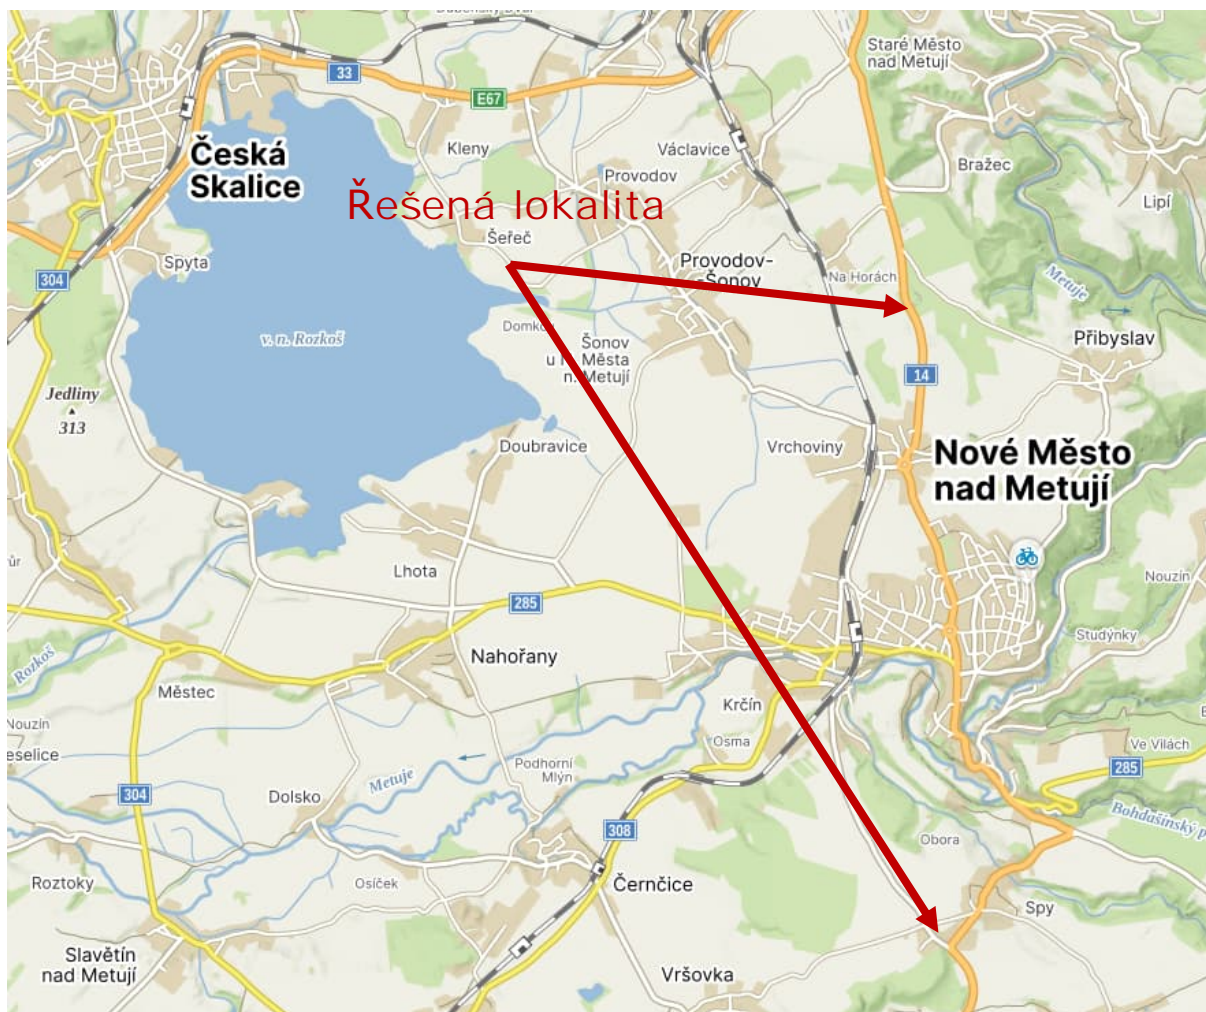 Dubenský Dvůr
Staré Město
nad Metují
33
E67
Česká
Skalice
Kleny
Václavice
Bražec
Provodov
Lipí
Řešená lokalita
Šeřeč
Spyta
304
Provodov-
-Šonov
Na Horách
Metuje
v. n. Rozkoš
Šonov
u N. Města
n. Metují
Přibyslav
14
Jedliny
313
Doubravice
Vrchoviny
Nové Město
nad Metují
Lhota
285
Nouzín
Studýnky
Rozkoš
Nahořany
Městec
Krčín
Nouzín
Osma
Ve Vilách
eselice
Podhorní
Mlýn
285
Metuje
304
Dolsko
Bohdašínský p
308
Obora
Roztoky
Osíček
Černčice
Spy
Slavětín
nad Metují
Vršovka